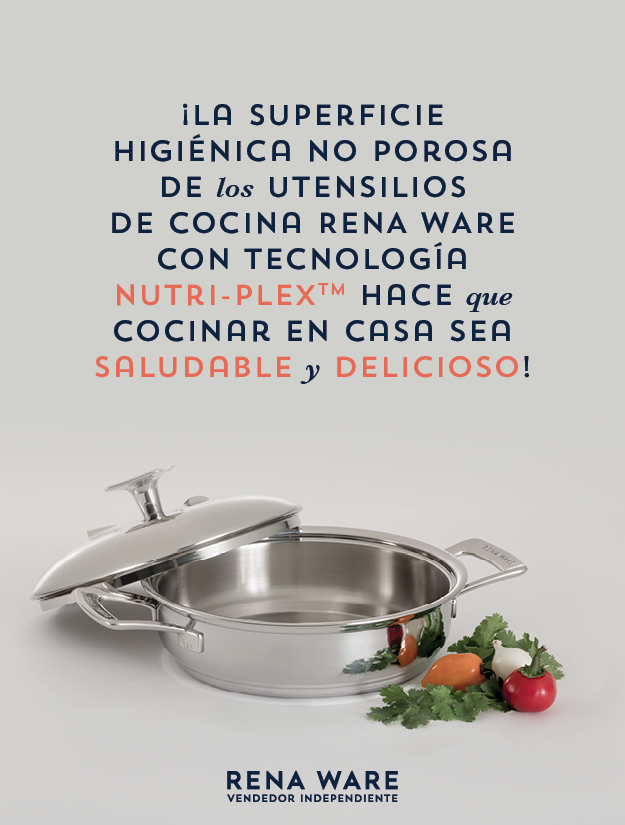 ¡LA SUPERFICIE
HIGIÉNICA NO POROSA
DE los UTENSILIOS
DE COCINA RENA WARE
CON TECNOLOGÍA
NUTRI-PLEX™ HACE que
COCINAR EN CASA SEA
SALUDABLE y DELICIOSO!
RENA WARE
VENDEDOR INDEPENDIENTE